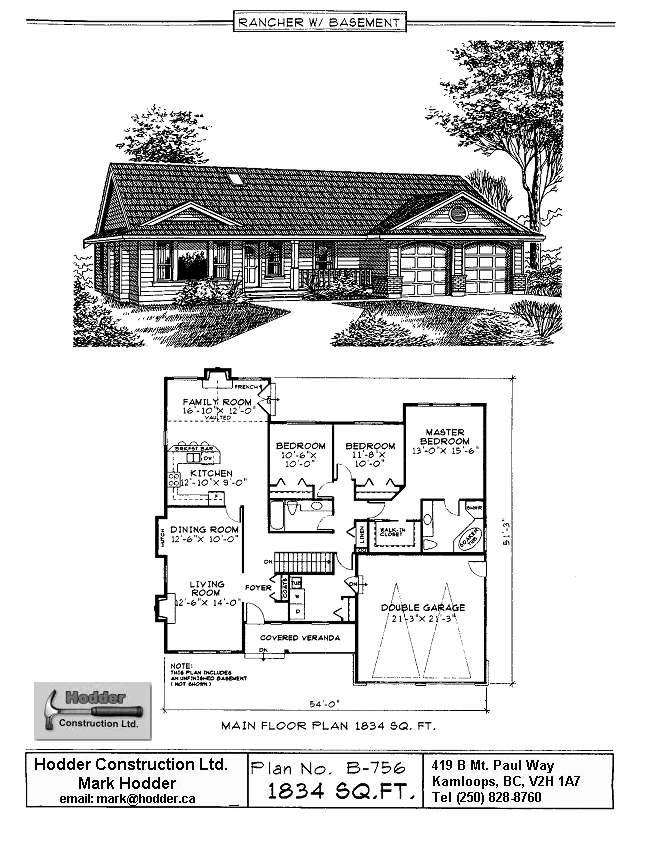 RANCHER W/ BASEMENT
FRENCH
FAMILY ROOM
16'-10"X 12'-0"
VAULTED
BREKFST BAR
DW
KITCHEN
12'-10"X 9'-0"
BEDROOM
10'-6"X
10'-0"
BEDROOM
11'-8"X
10'-0"
MASTER
BEDROOM
13'-0"X 15'-6"
SHWR
SOAKER
TUB
WALK-IN
CLOSET
LINEN
DINING ROOM
12'-6"X 10'-0"
HUTCH
LIVING
ROOM
12'-6"X 14'-0"
DN
FOYER
COATS
TUB
W
D
DN
DOUBLE GARAGE
21'-3"X 21'-3"
COVERED VERANDA
DN
51'-3"
NOTE:
THIS PLAN INCLUDES
AN UNFINISHED BASEMENT
( NOT SHOWN )
54'-0"
MAIN FLOOR PLAN 1834 SQ. FT.
Hodder
Construction Ltd.
Hodder Construction Ltd.
Mark Hodder
email: mark@hodder.ca
Plan No. B-756
1834 SQ.FT.
419 B Mt. Paul Way
Kamloops, BC, V2H 1A7
Tel (250) 828-8760